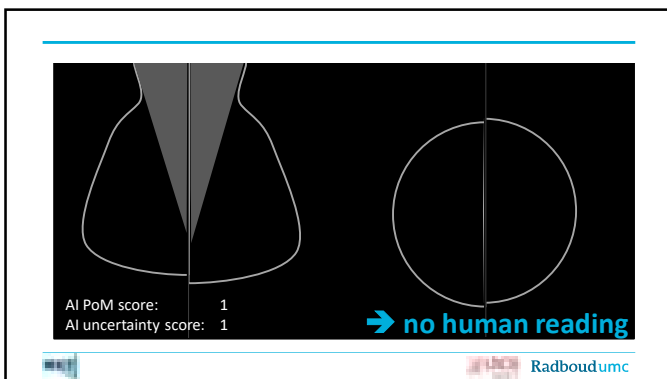 AI PoM score: 1
AI uncertainty score: 1
➔ no human reading
Radboudumc